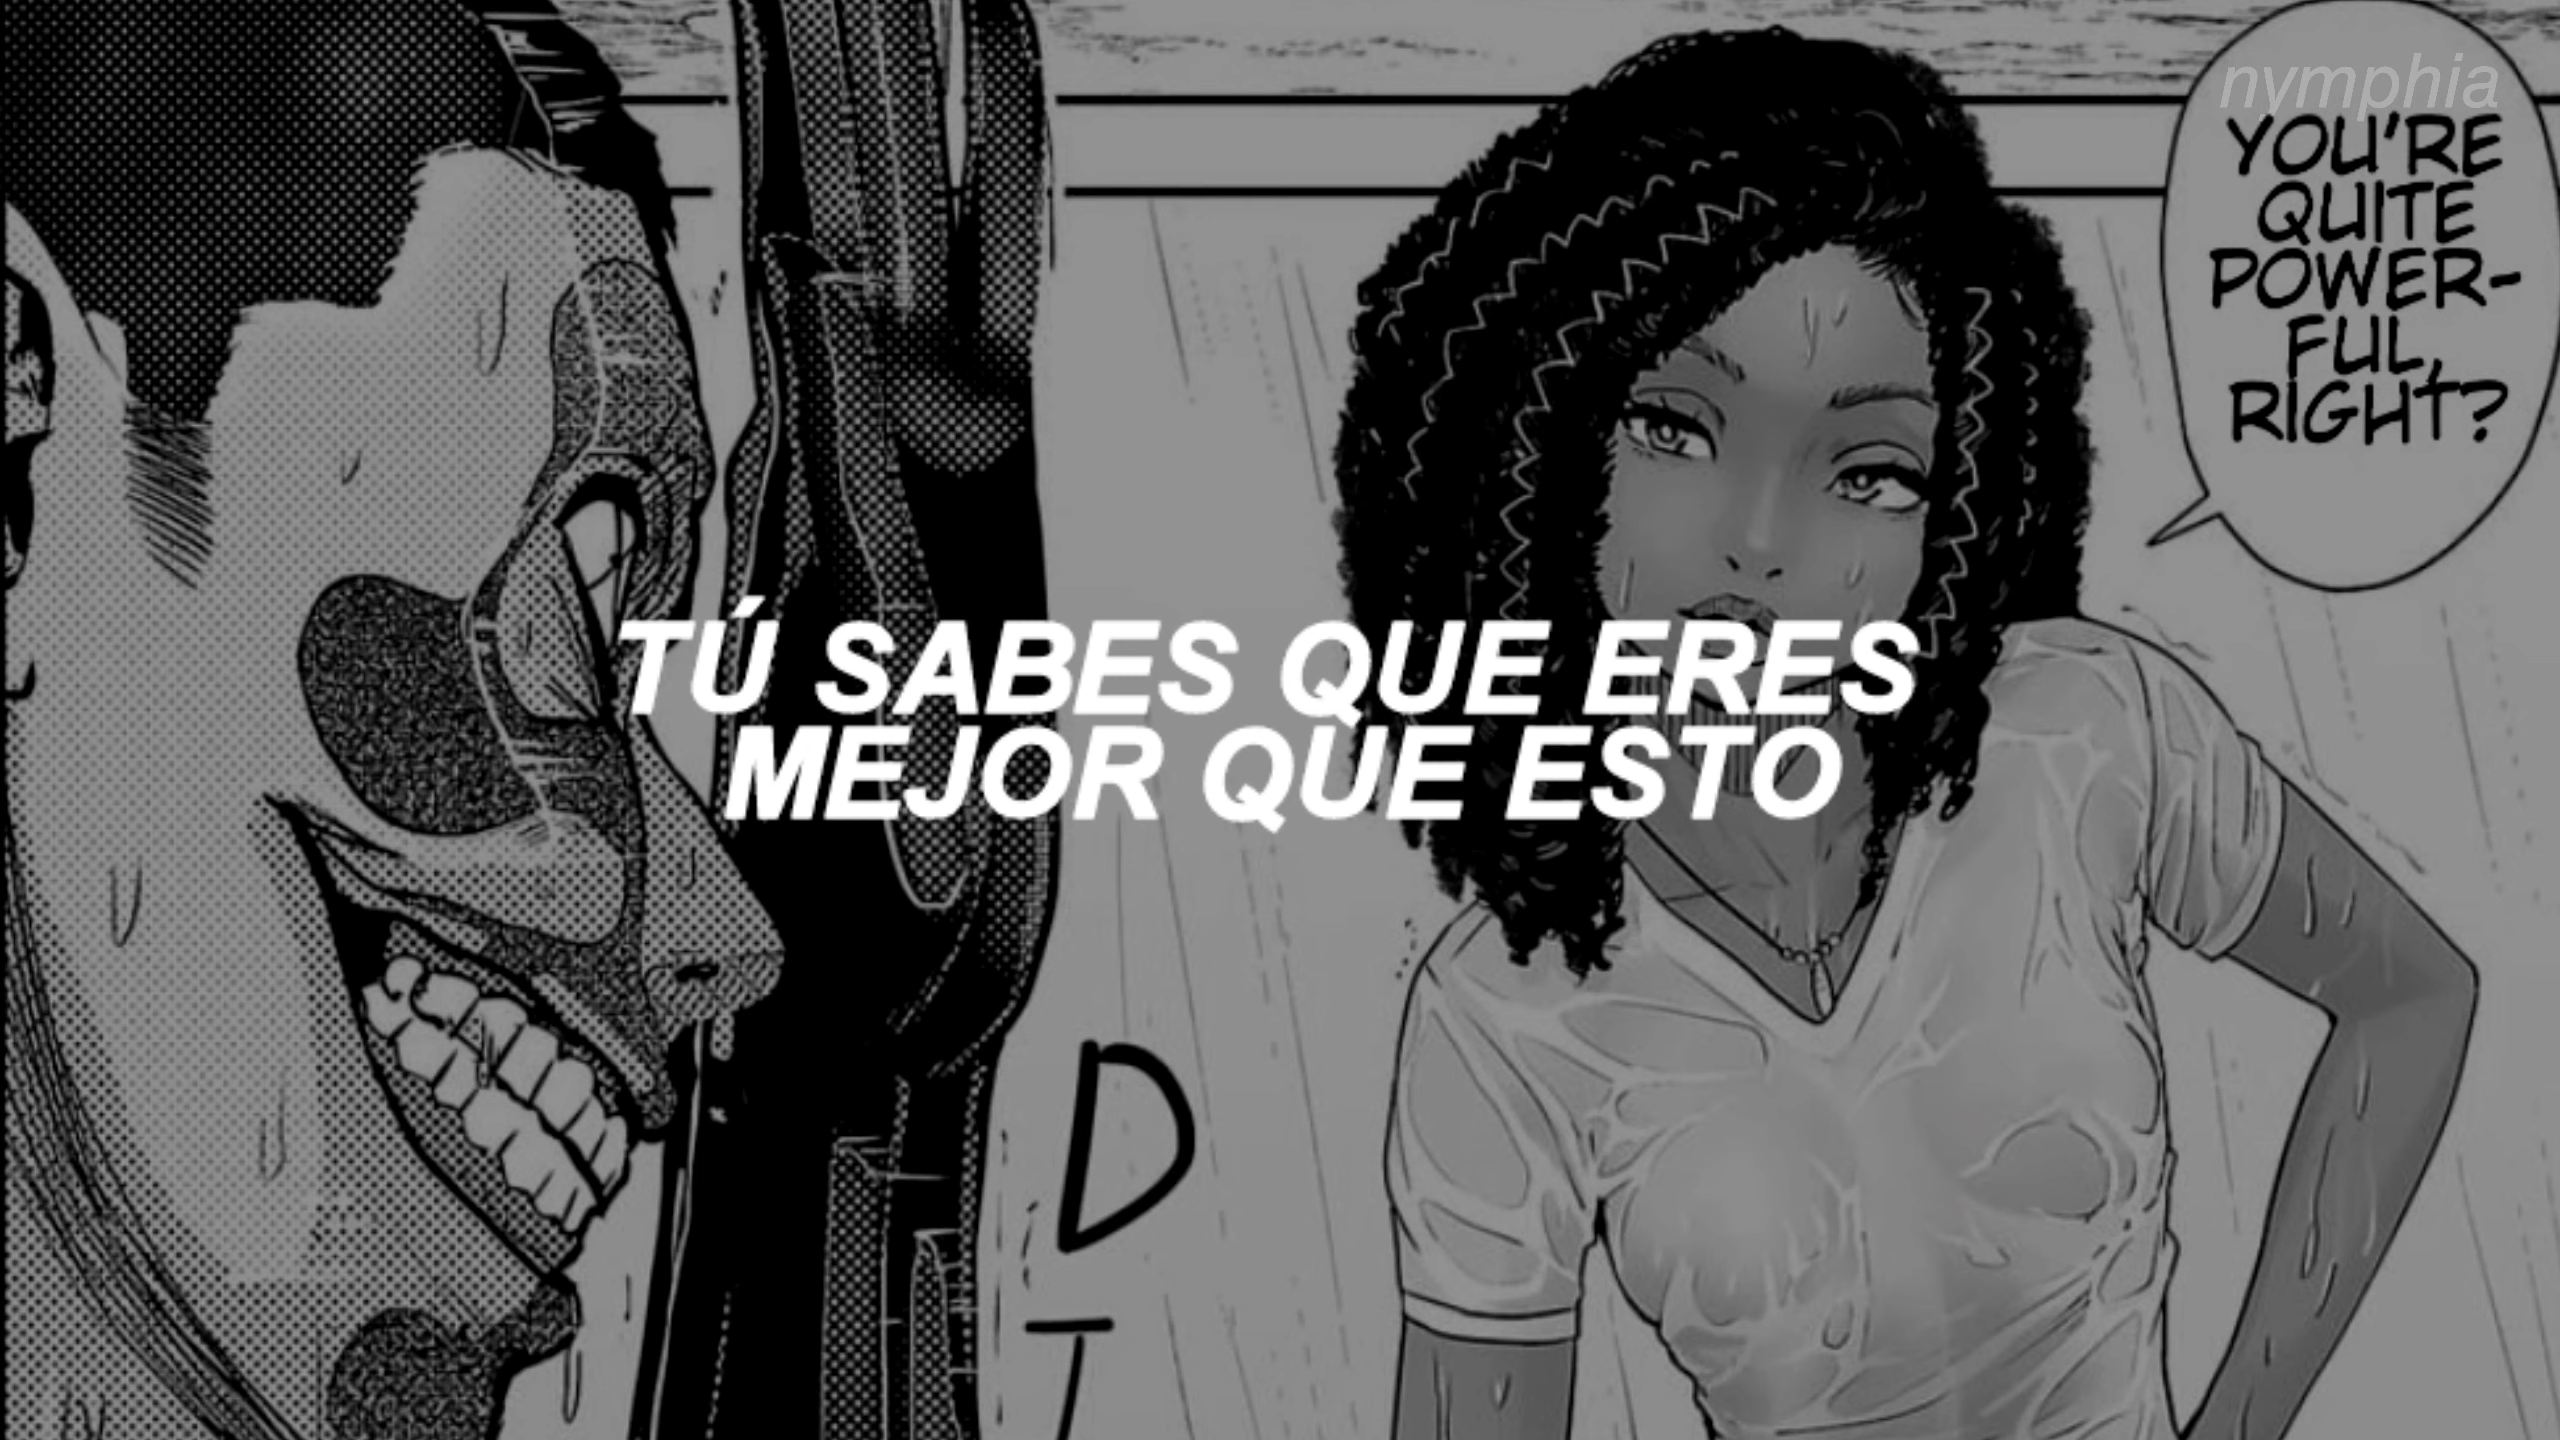 nymphia
YOU'RE
QUITE
POWER-
FUL,
RIGHT?
TÚ SABES QUE ERES
MEJOR QUE ESTO
D